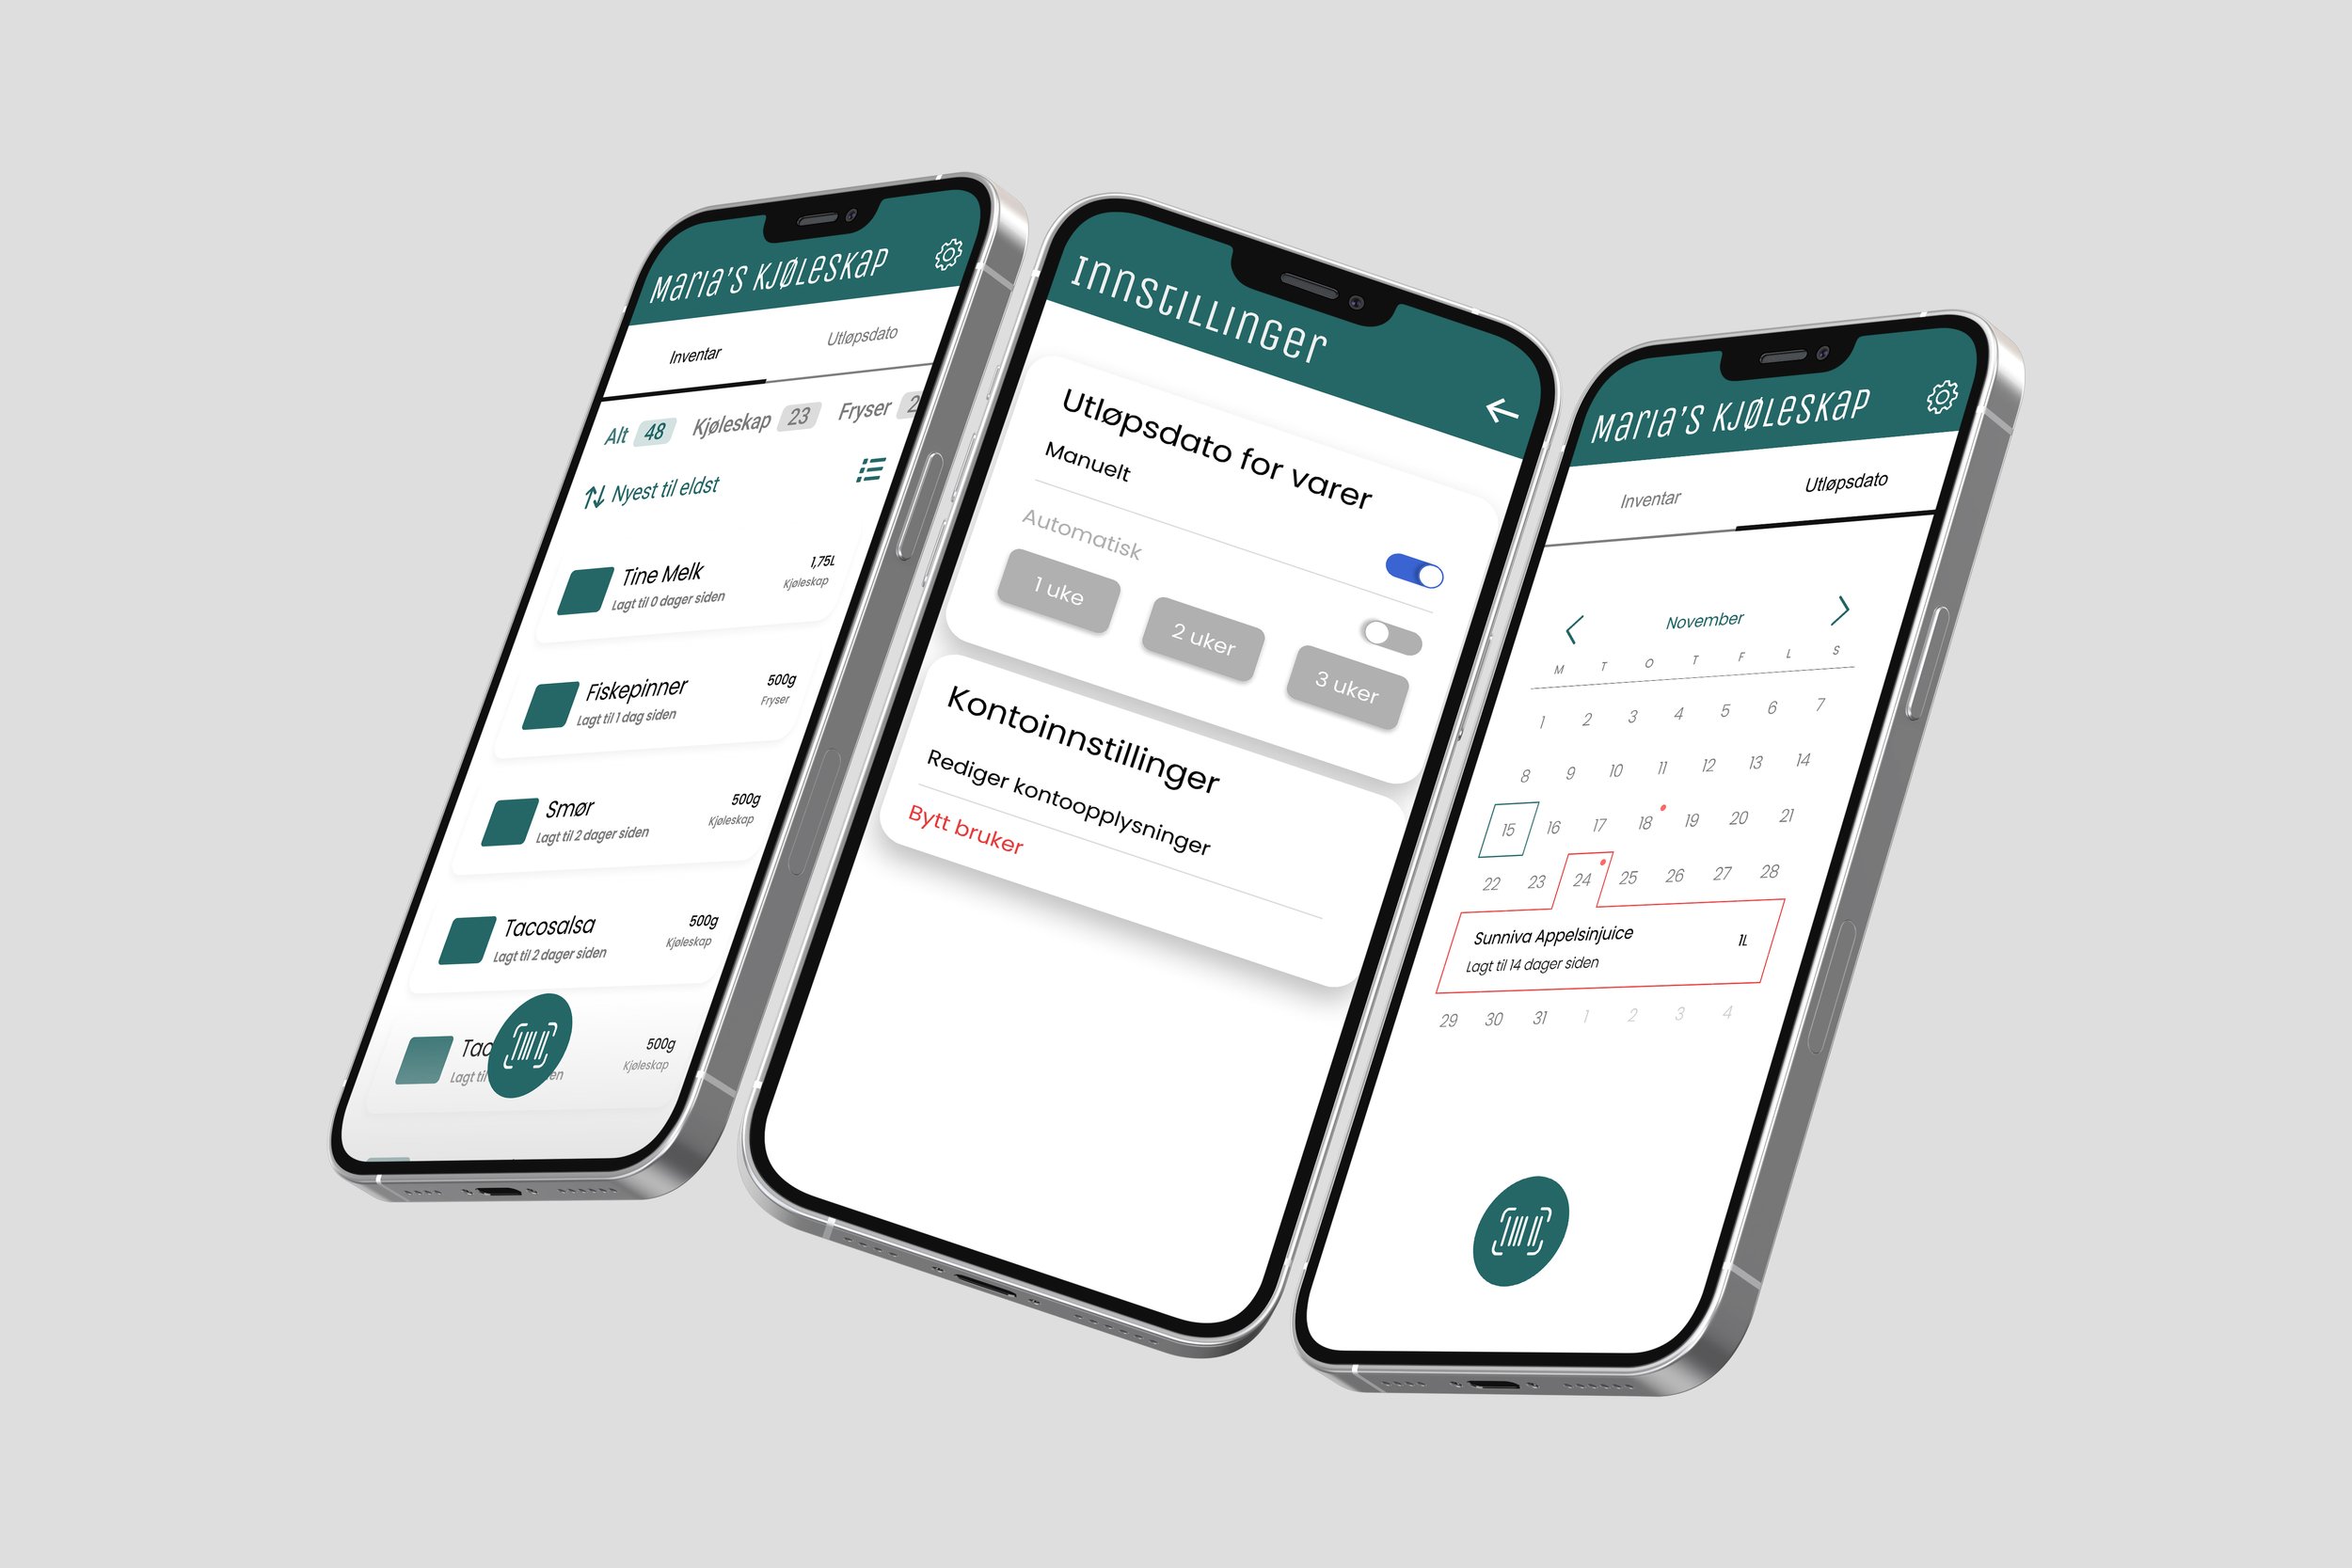 Maria's Kjøleskap
Inventar Utløpsdato
Alt 48 Kjøleskap 23 Fryser 2
Nyest til eldst
Tine Melk 1,75L
Lagt til 0 dager siden Kjøleskap
Fiskepinner 500g
Lagt til 1 dag siden Fryser
Smør 500g
Lagt til 2 dager siden Kjøleskap
Tacosalsa 500g
Lagt til 2 dager siden Kjøleskap
Tac 500g
Lagt til en Kjøleskap
Innstillinger
Utløpsdato for varer
Manuelt
Automatisk
1 uke 2 uker 3 uker
Kontoinnstillinger
Rediger kontoopplysninger
Bytt bruker
Maria's Kjøleskap
Inventar Utløpsdato
November
M T O T F L S
1 2 3 4 5 6 7
8 9 10 11 12 13 14
15 16 17 18 19 20 21
22 23 24 25 26 27 28
Sunniva Appelsinjuice 1L
Lagt til 14 dager siden
29 30 31 1 2 3 4